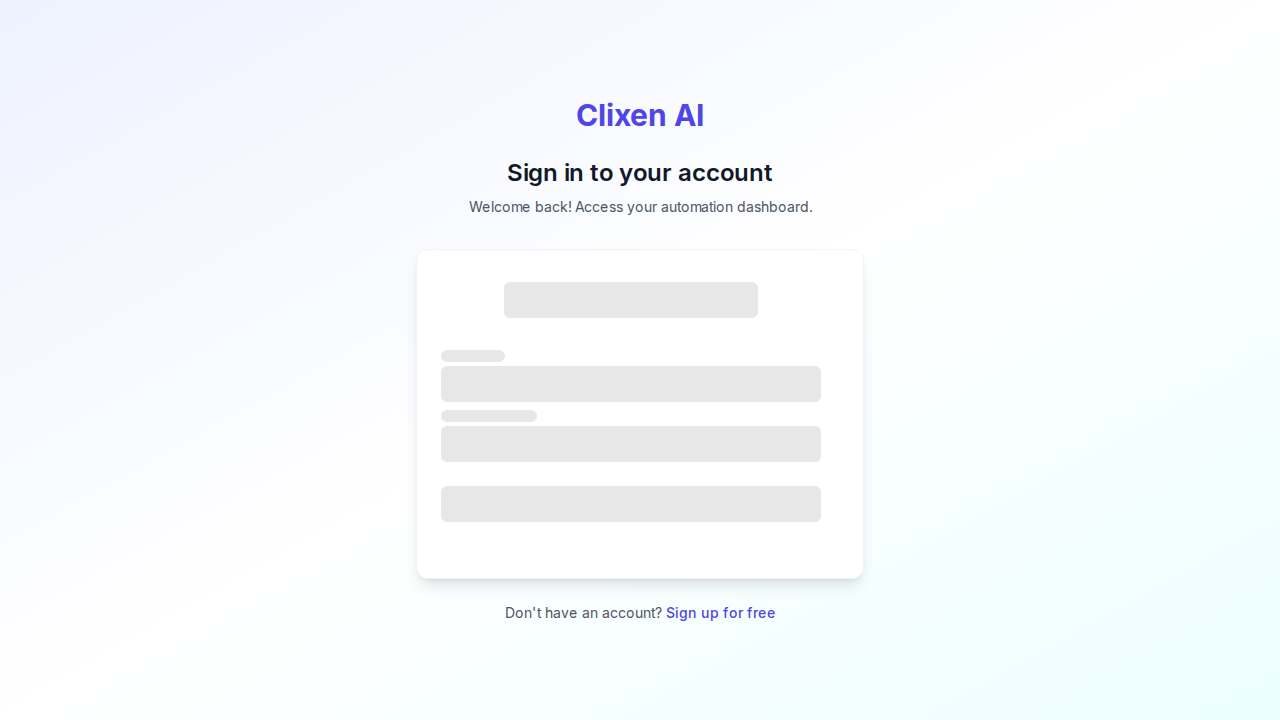 Clixen AI
Sign in to your account
Welcome back! Access your automation dashboard.
Don't have an account? Sign up for free